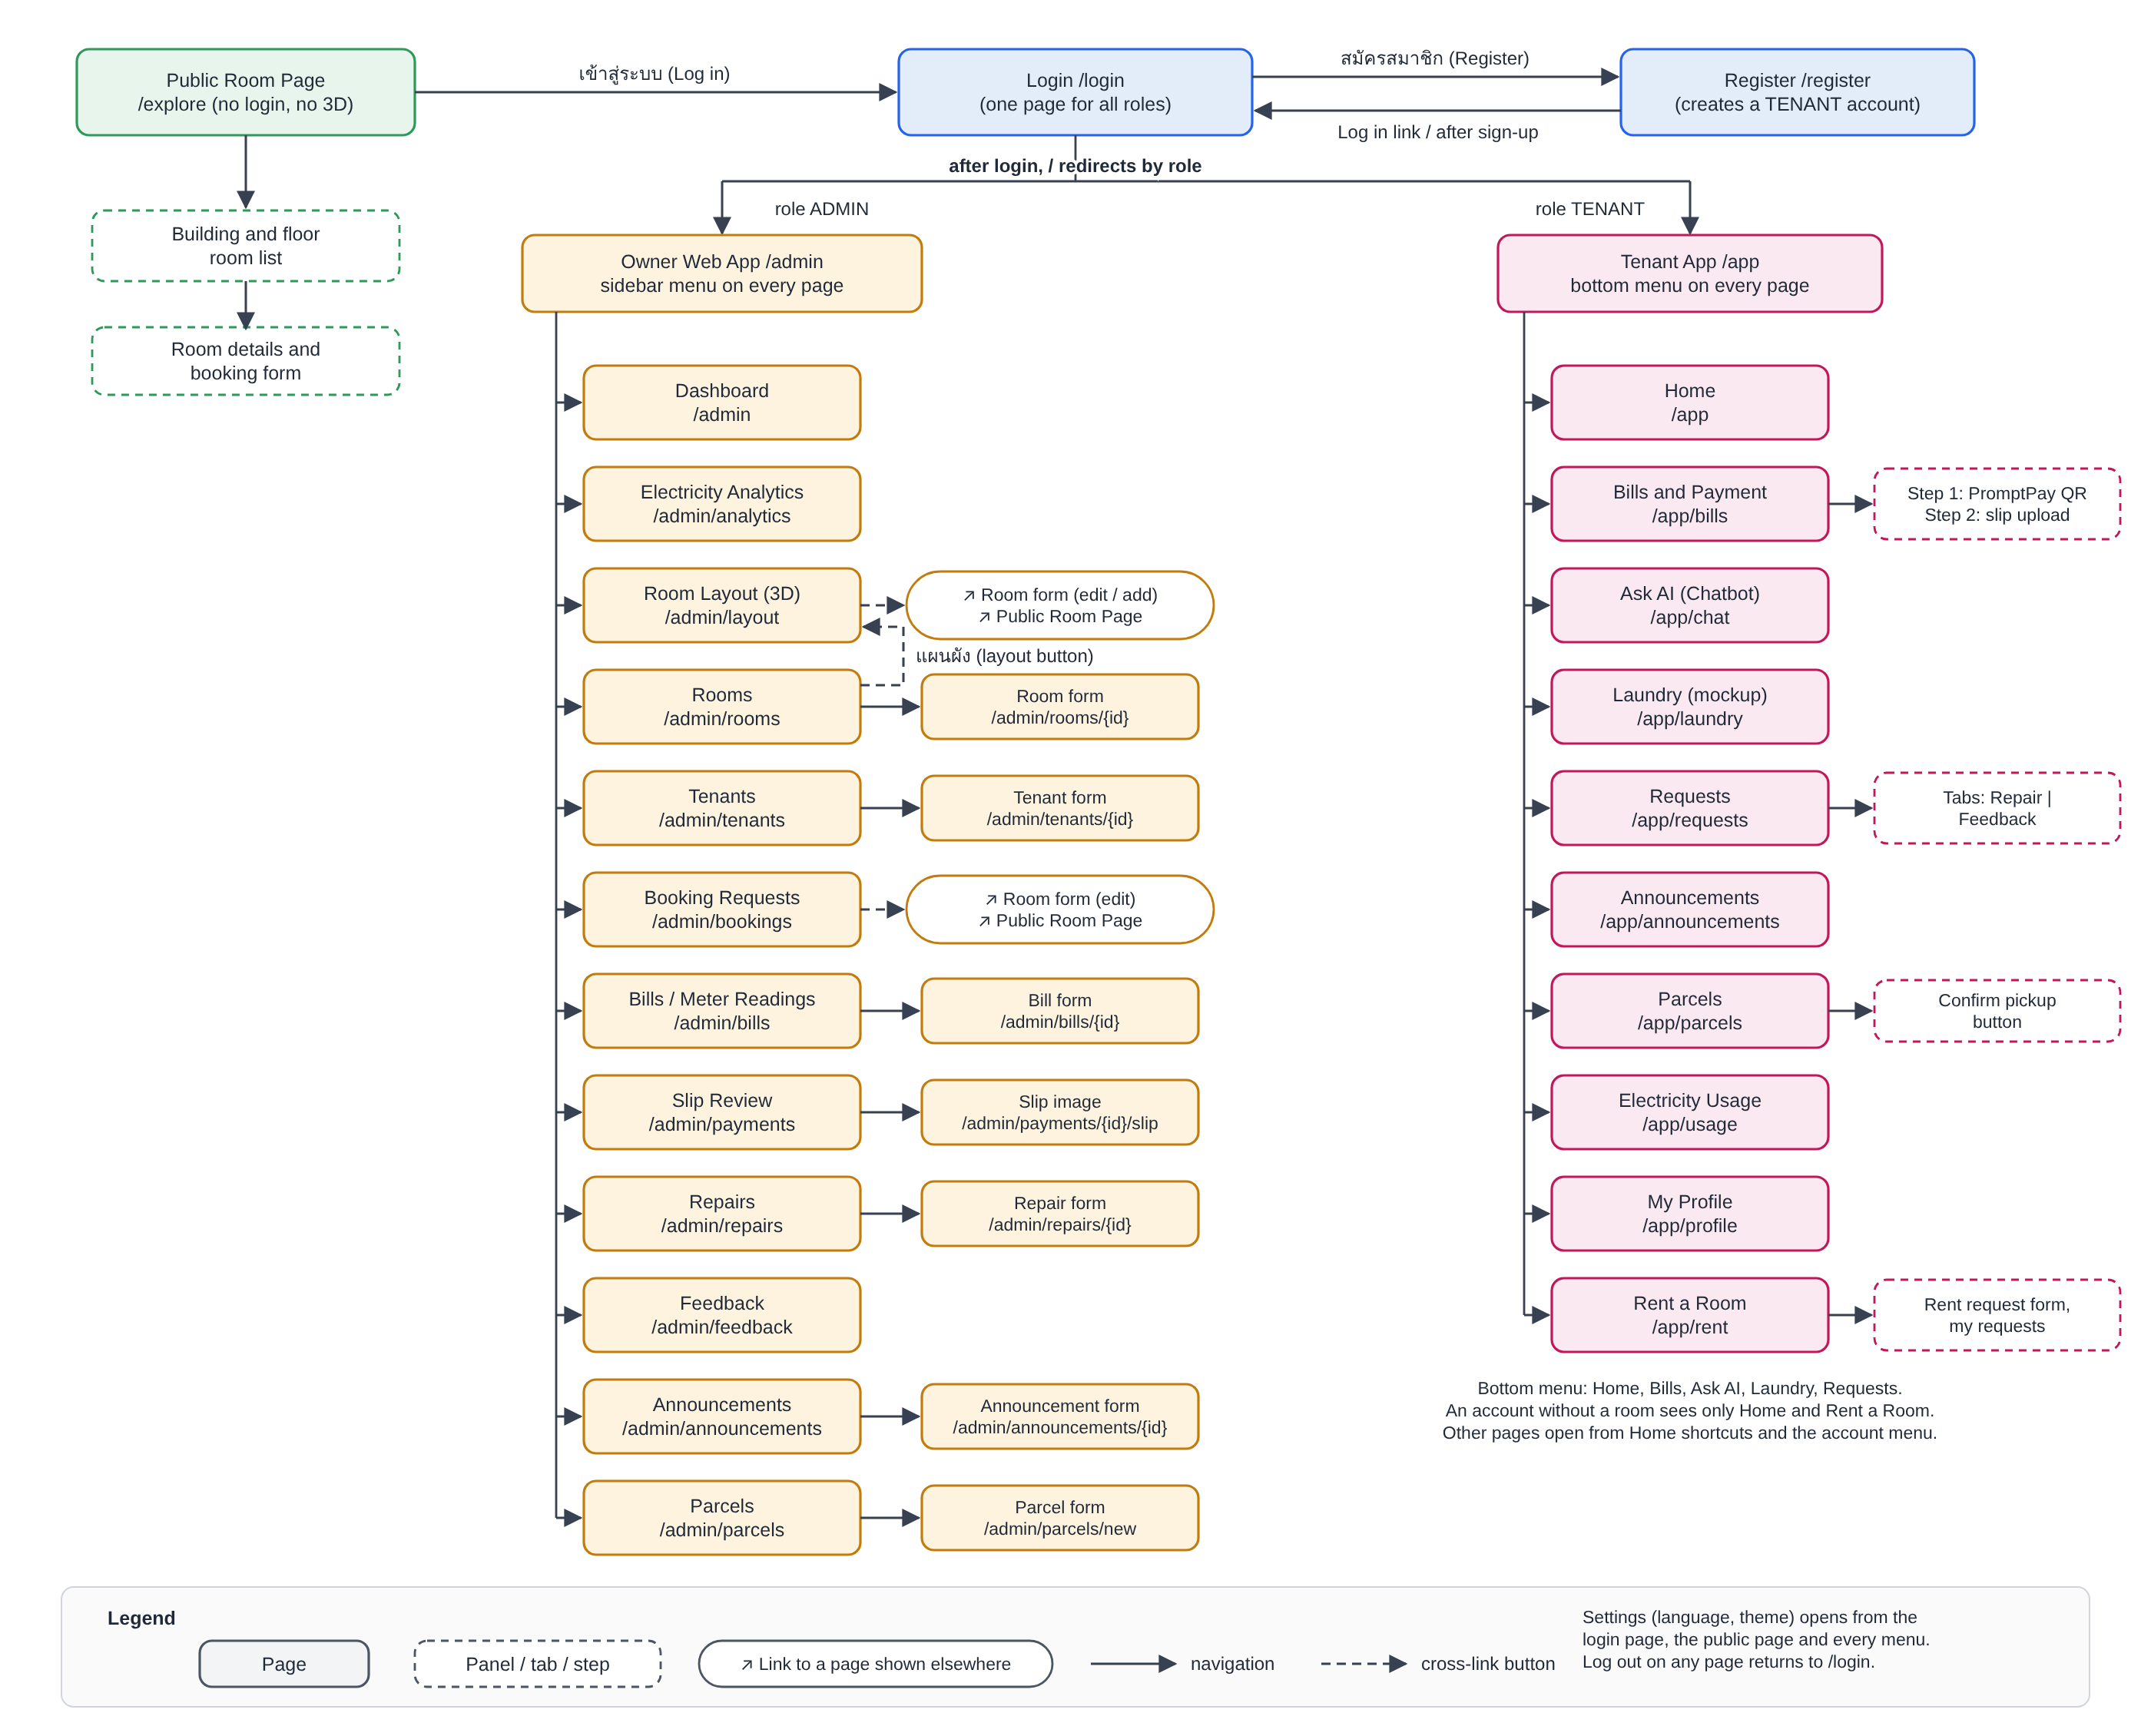 Public Room Page
/explore (no login, no 3D)
เข้าสู่ระบบ (Log in)
Login /login
(one page for all roles)
สมัครสมาชิก (Register)
Log in link / after sign-up
Register /register
(creates a TENANT account)
after login, / redirects by role
role ADMIN
role TENANT
Building and floor
room list
Room details and
booking form
Owner Web App /admin
sidebar menu on every page
Dashboard
/admin
Electricity Analytics
/admin/analytics
Room Layout (3D)
/admin/layout
↗ Room form (edit / add)
↗ Public Room Page
แผนผัง (layout button)
Rooms
/admin/rooms
Room form
/admin/rooms/{id}
Tenants
/admin/tenants
Tenant form
/admin/tenants/{id}
Booking Requests
/admin/bookings
↗ Room form (edit)
↗ Public Room Page
Bills / Meter Readings
/admin/bills
Bill form
/admin/bills/{id}
Slip Review
/admin/payments
Slip image
/admin/payments/{id}/slip
Repairs
/admin/repairs
Repair form
/admin/repairs/{id}
Feedback
/admin/feedback
Announcements
/admin/announcements
Announcement form
/admin/announcements/{id}
Parcels
/admin/parcels
Parcel form
/admin/parcels/new
Tenant App /app
bottom menu on every page
Home
/app
Bills and Payment
/app/bills
Step 1: PromptPay QR
Step 2: slip upload
Ask AI (Chatbot)
/app/chat
Laundry (mockup)
/app/laundry
Requests
/app/requests
Tabs: Repair |
Feedback
Announcements
/app/announcements
Parcels
/app/parcels
Confirm pickup
button
Electricity Usage
/app/usage
My Profile
/app/profile
Rent a Room
/app/rent
Rent request form,
my requests
Bottom menu: Home, Bills, Ask AI, Laundry, Requests.
An account without a room sees only Home and Rent a Room.
Other pages open from Home shortcuts and the account menu.
Legend
Page
Panel / tab / step
↗ Link to a page shown elsewhere
navigation
cross-link button
Settings (language, theme) opens from the
login page, the public page and every menu.
Log out on any page returns to /login.